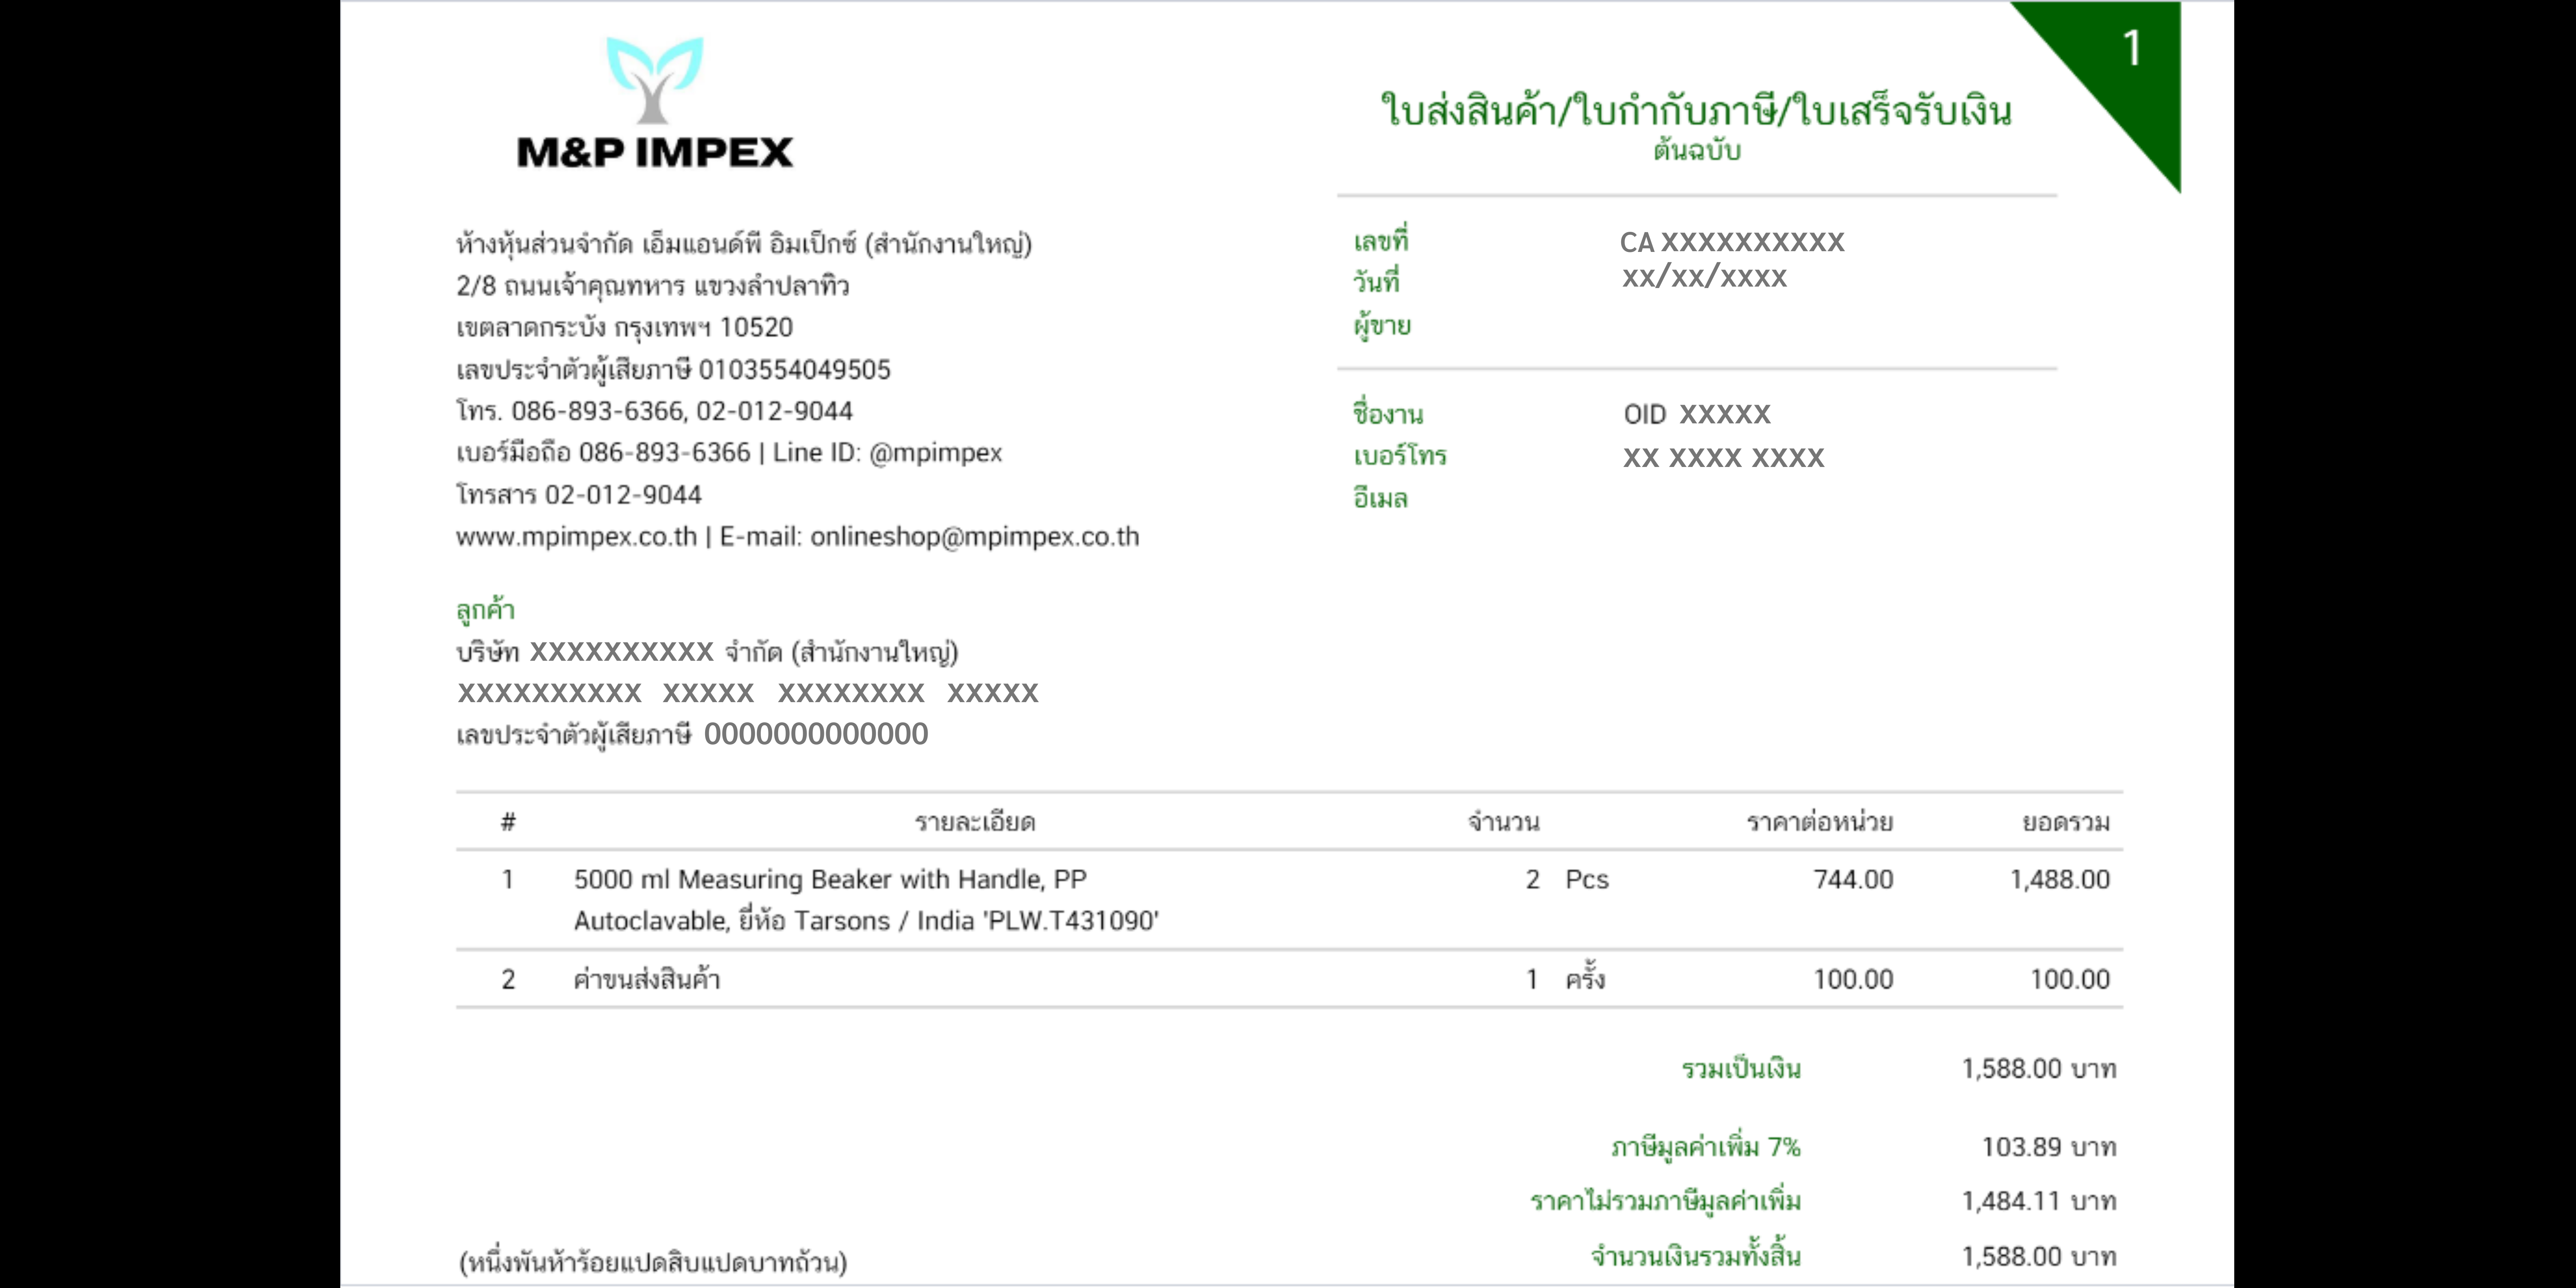 1
M&P IMPEX
ใบส่งสินค้า/ใบกำกับภาษี/ใบเสร็จรับเงิน
ต้นฉบับ
ห้างหุ้นส่วนจำกัด เอ็มแอนด์พี อิมเป็กซ์ (สำนักงานใหญ่)
2/8 ถนนเจ้าคุณทหาร แขวงลำปลาทิว
เขตลาดกระบัง กรุงเทพฯ 10520
เลขประจำตัวผู้เสียภาษี 0103554049505
โทร. 086-893-6366, 02-012-9044
เบอร์มือถือ 086-893-6366 | Line ID: @mpimpex
โทรสาร 02-012-9044
www.mpimpex.co.th | E-mail: onlineshop@mpimpex.co.th
เลขที่ CA XXXXXXXXXX
วันที่ xx/xx/xxxx
ผู้ขาย
ชื่องาน OID XXXXX
เบอร์โทร XX XXXX XXXX
อีเมล
ลูกค้า
บริษัท XXXXXXXXXX จำกัด (สำนักงานใหญ่)
XXXXXXXXXX XXXXX XXXXXXXX XXXXX
เลขประจำตัวผู้เสียภาษี 0000000000000
# รายละเอียด จำนวน ราคาต่อหน่วย ยอดรวม
1 5000 ml Measuring Beaker with Handle, PP 2 Pcs 744.00 1,488.00
Autoclavable, ยี่ห้อ Tarsons / India 'PLW.T431090'
2 ค่าขนส่งสินค้า 1 ครั้ง 100.00 100.00
รวมเป็นเงิน 1,588.00 บาท
ภาษีมูลค่าเพิ่ม 7% 103.89 บาท
ราคาไม่รวมภาษีมูลค่าเพิ่ม 1,484.11 บาท
(หนึ่งพันห้าร้อยแปดสิบแปดบาทถ้วน) จำนวนเงินรวมทั้งสิ้น 1,588.00 บาท